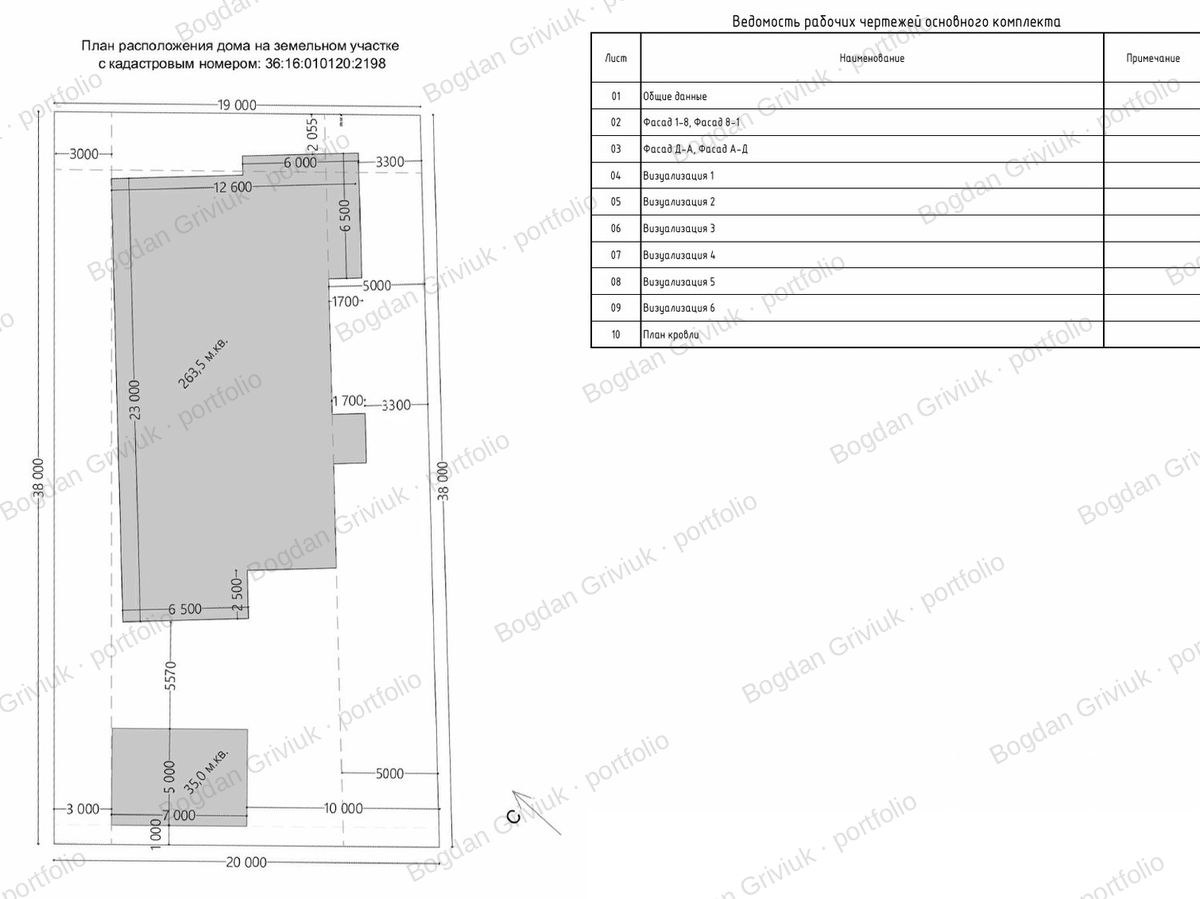 План расположения дома на земельном участке
с кадастровым номером: 36:16:010120:2198
19 000
2 055
3000
6 000
3300
12 600
6 500
5000
1700
263,5 м.кв.
23 000
1 700
3300
38 000
38 000
6 500
2 500
5570
5 000
35,0 м.кв.
5000
3 000
7 000
10 000
1 000
20 000
С
Ведомость рабочих чертежей основного комплекта
Лист Наименование Примечание
01 Общие данные
02 Фасад 1-8, Фасад 8-1
03 Фасад Д-А, Фасад А-Д
04 Визуализация 1
05 Визуализация 2
06 Визуализация 3
07 Визуализация 4
08 Визуализация 5
09 Визуализация 6
10 План кровли
Bogdan Griviuk · portfolio